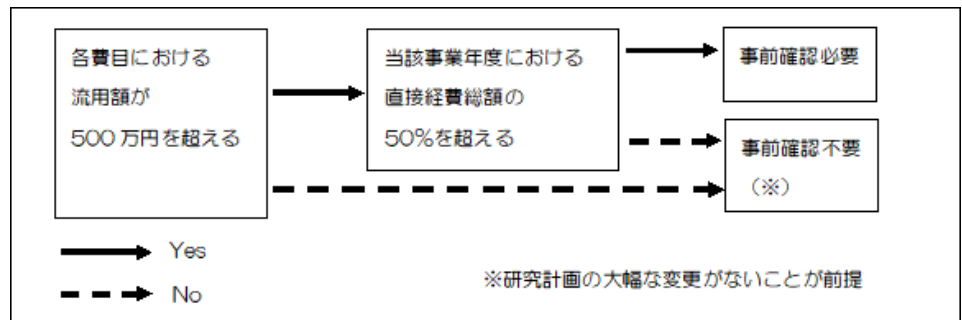 各費目における
流用額が
500万円を超える
当該事業年度における
直接経費総額の
50%を超える
事前確認必要
事前確認不要
(※)
Yes
No
※研究計画の大幅な変更がないことが前提